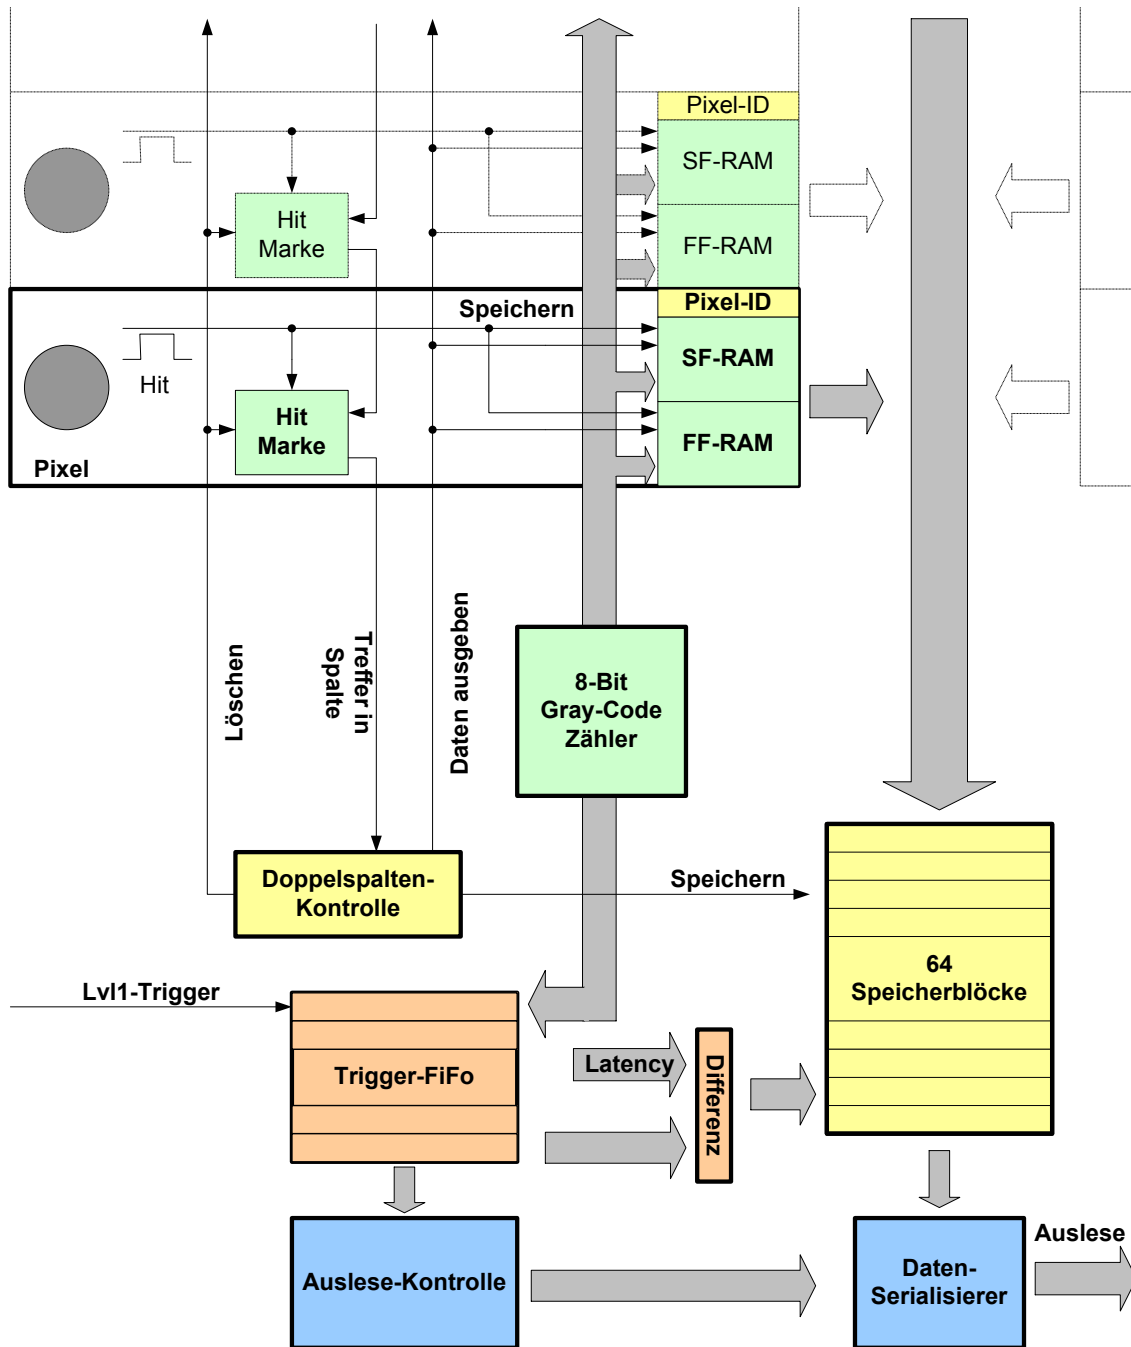 Pixel-ID
SF-RAM
Hit
Marke
FF-RAM
Speichern
Pixel-ID
SF-RAM
Hit
Hit
Marke
FF-RAM
Pixel
Löschen
Treffer in
Spalte
Daten ausgeben
8-Bit
Gray-Code
Zähler
Doppelspalten-
Kontrolle
Speichern
64
Speicherblöcke
Lvl1-Trigger
Trigger-FiFo
Latency
Differenz
Auslese-Kontrolle
Daten-
Serialisierer
Auslese